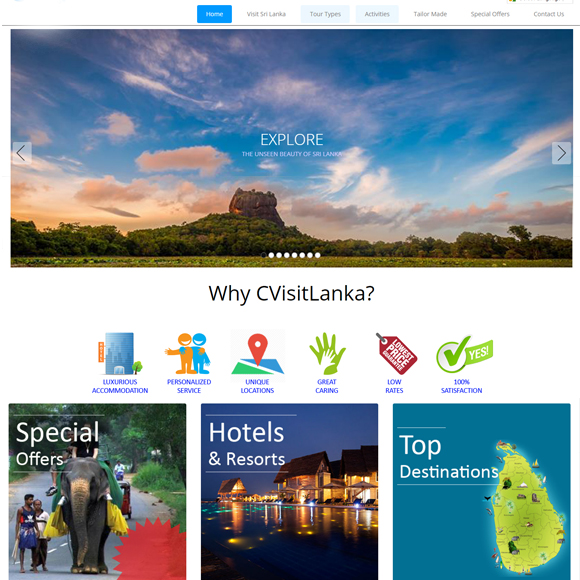 Home Visit Sri Lanka Tour Types Activities Tailor Made Special Offers Contact Us
EXPLORE
THE UNSEEN BEAUTY OF SRI LANKA
Why CVisitLanka?
LUXURIOUS
ACCOMMODATION
PERSONALIZED
SERVICE
UNIQUE
LOCATIONS
GREAT
CARING
LOWEST
PRICE
GUARANTEE
LOW
RATES
YES!
100%
SATISFACTION
Special
Offers
Hotels
& Resorts
Top
Destinations